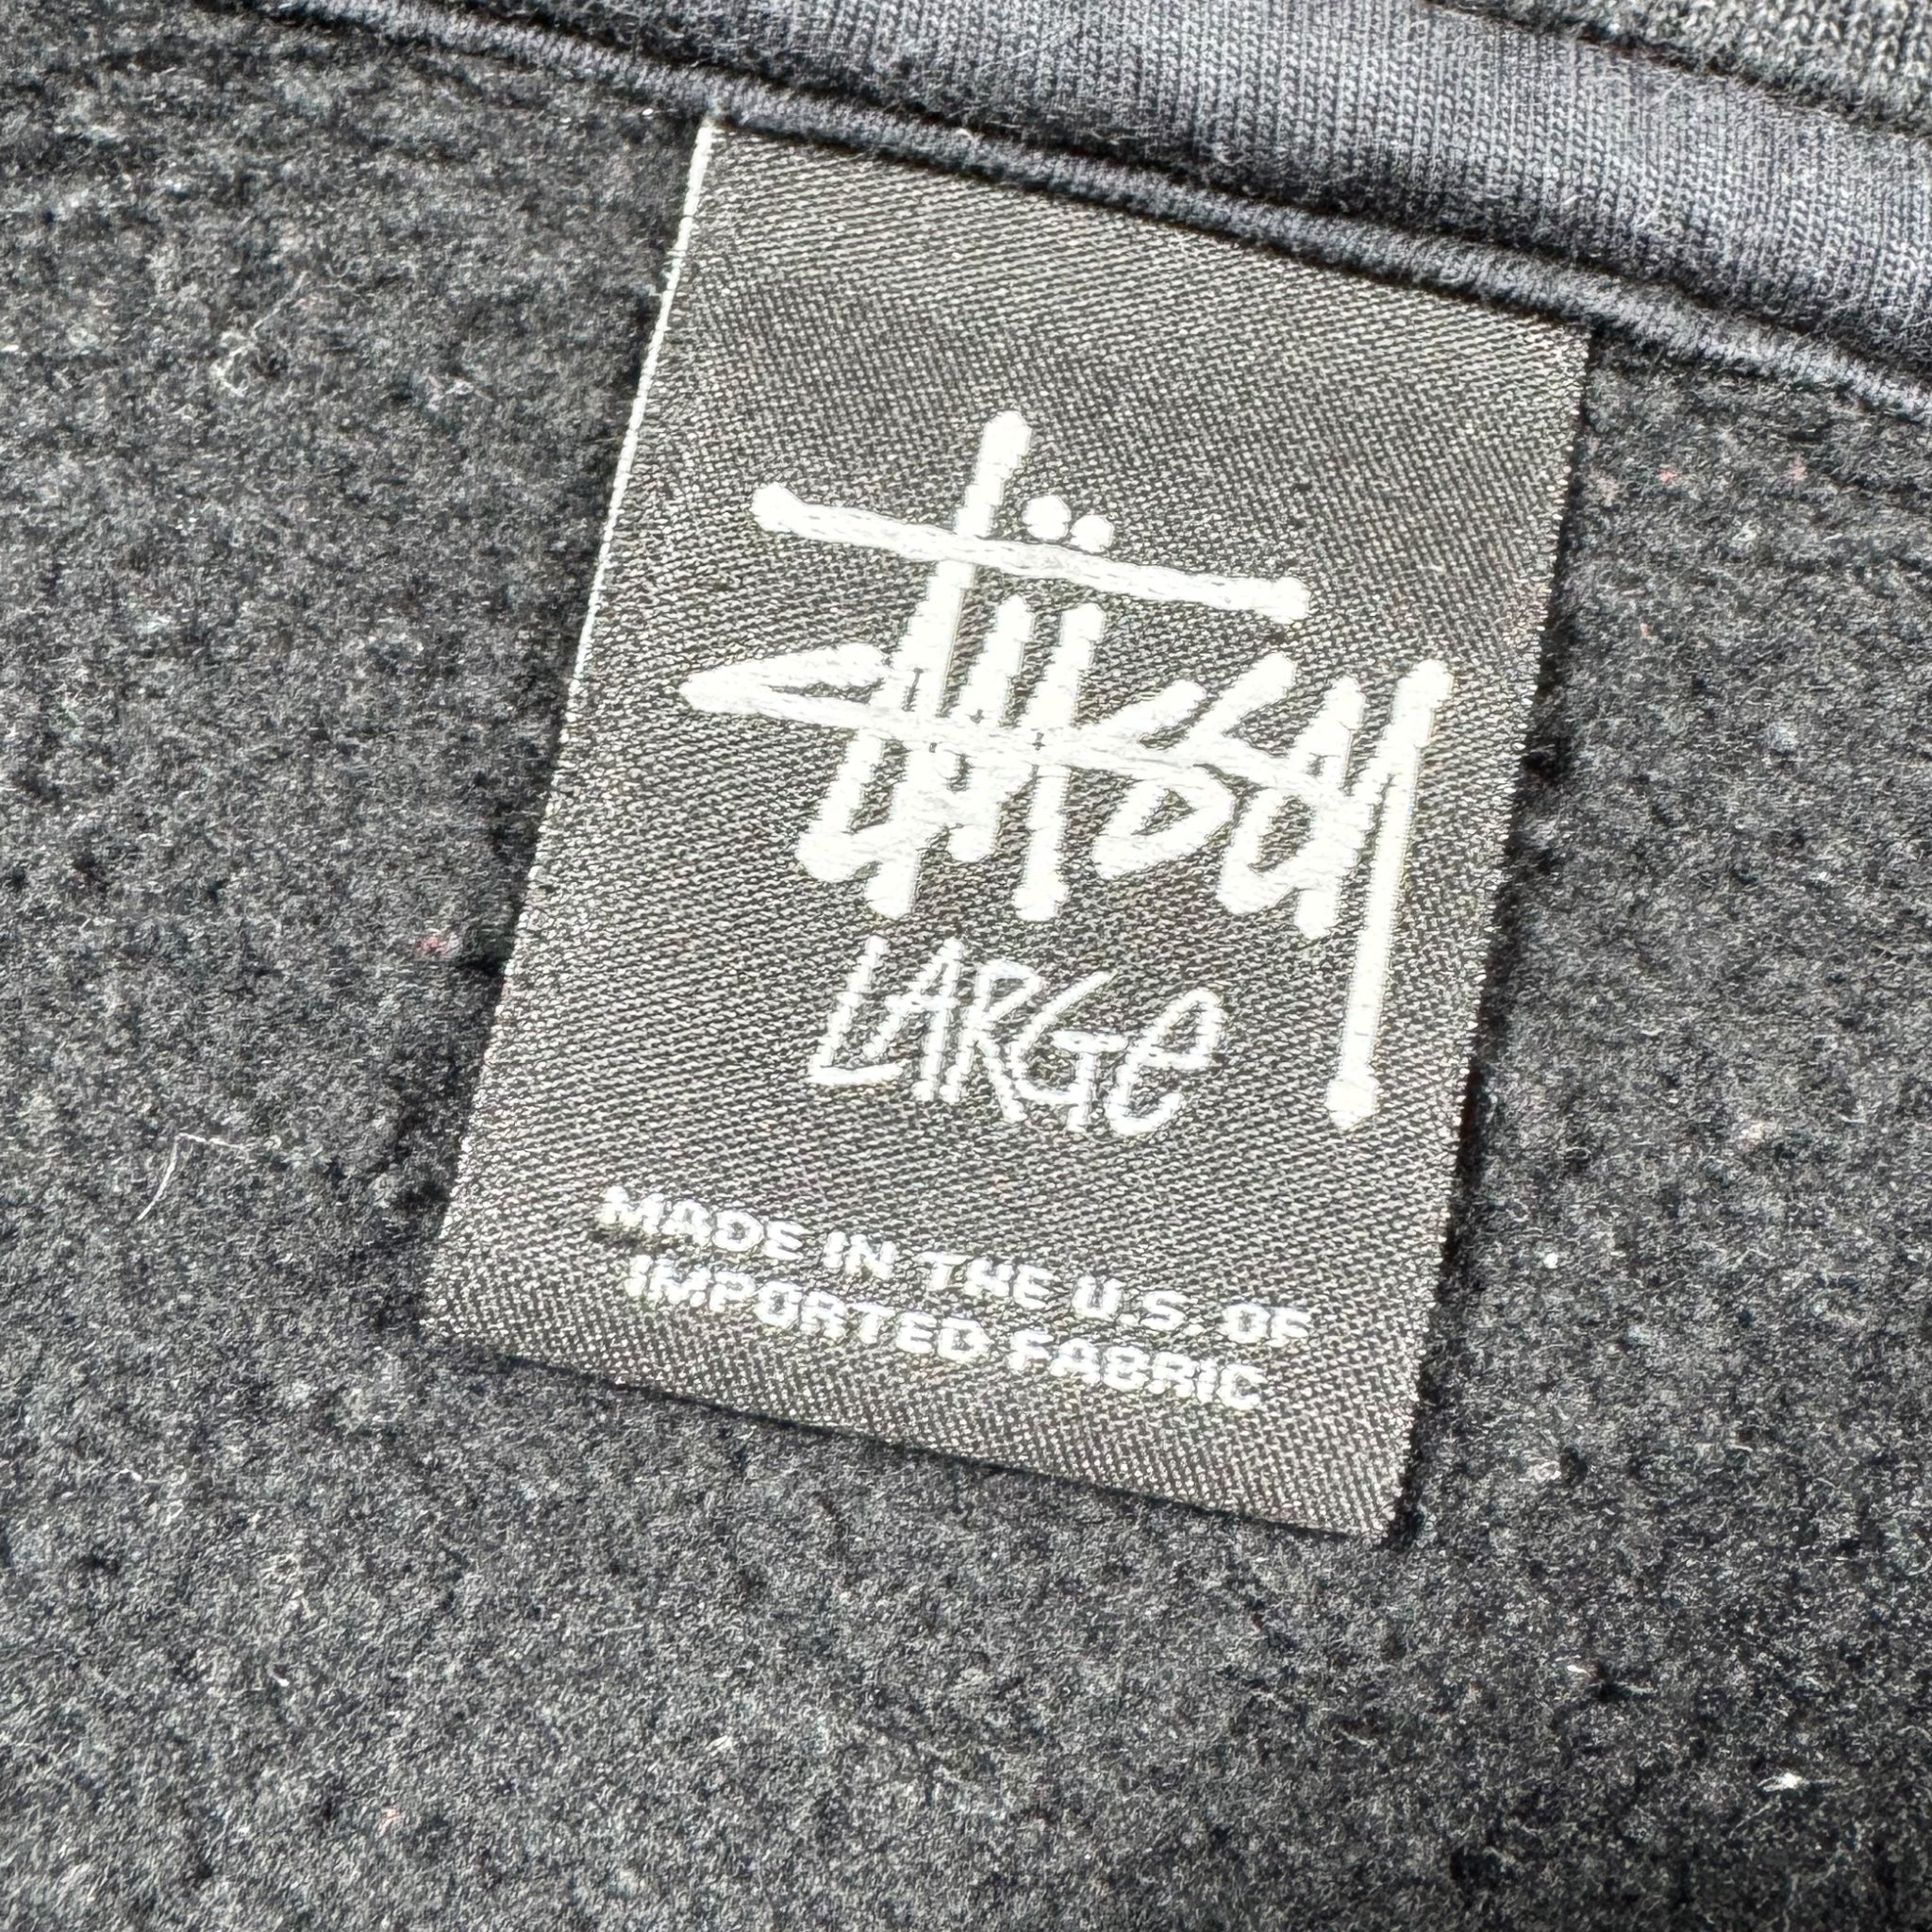 Stüssy
LARGe
MADE IN THE U.S. OF
IMPORTED FABRIC